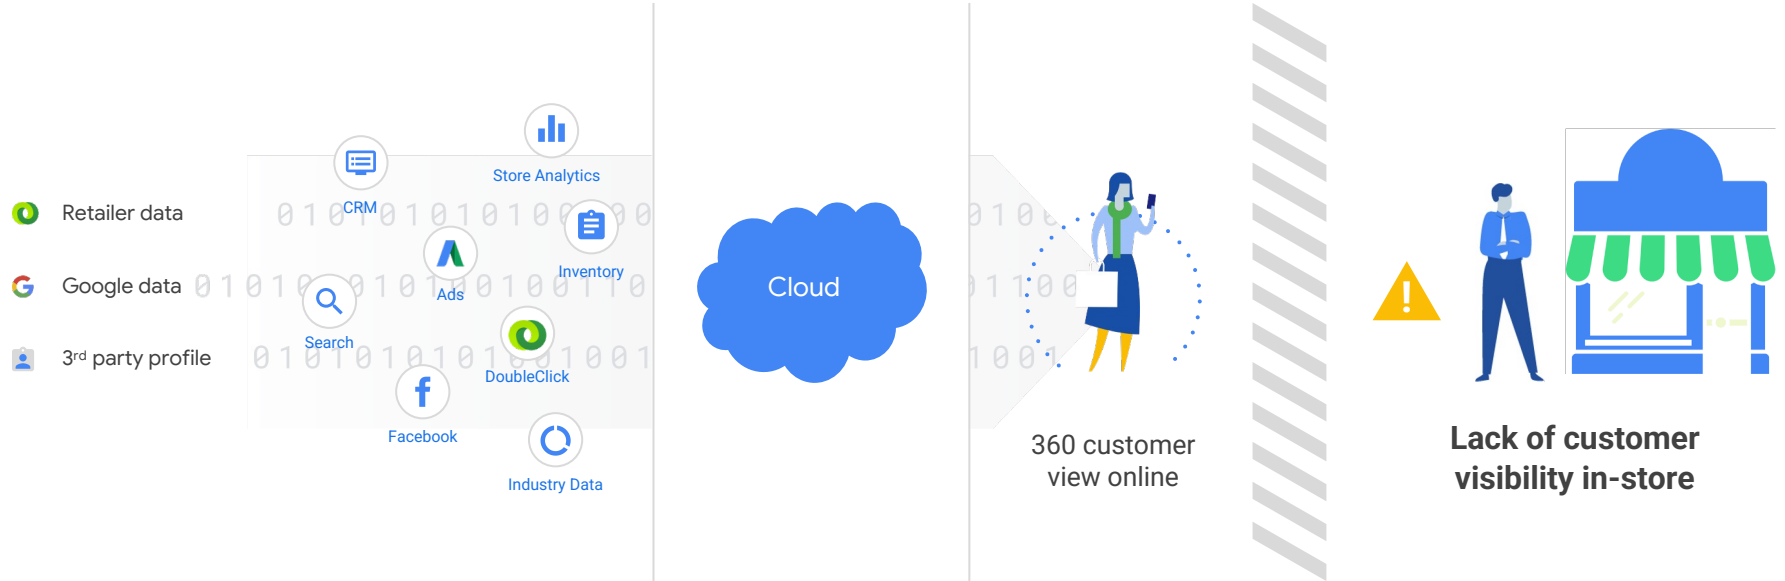 Retailer data
Google data
3rd party profile
Store Analytics
CRM
Inventory
Ads
Search
DoubleClick
Facebook
Industry Data
Cloud
360 customer
view online
Lack of customer
visibility in-store